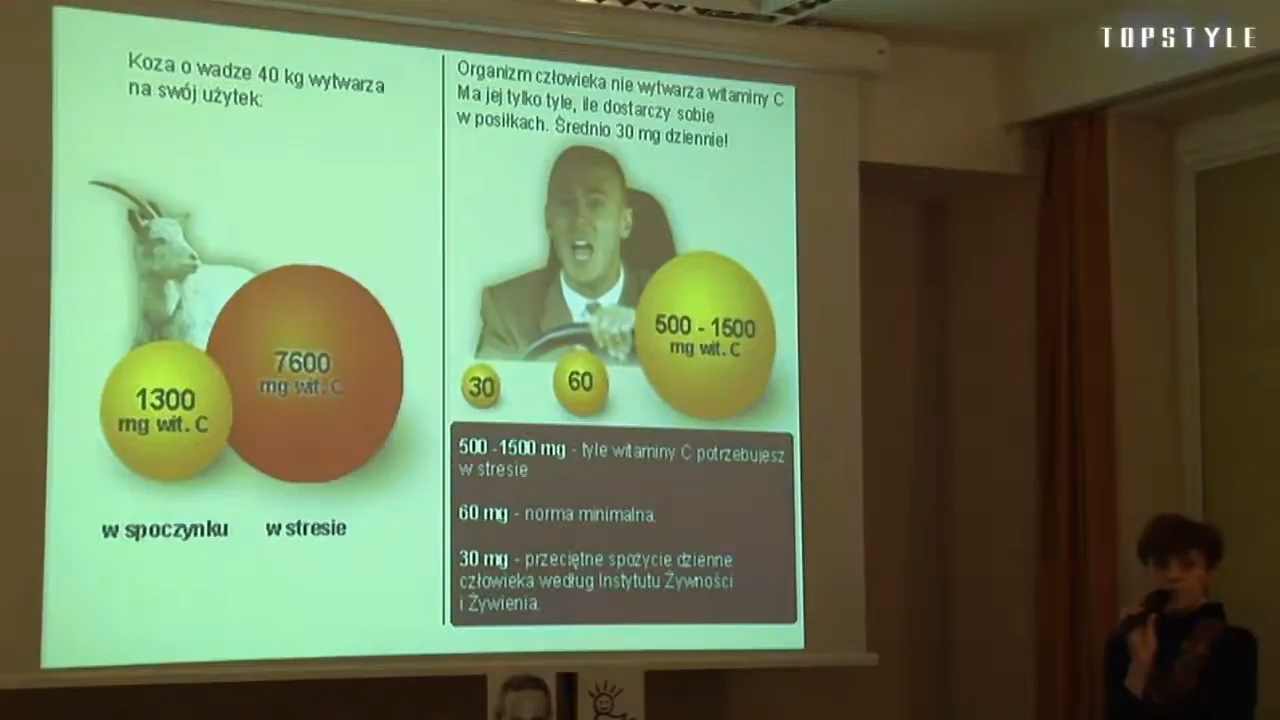 TOPSTYLE
Koza o wadze 40 kg wytwarza
na swój użytek:
1300
mg wit. C
7600
mg wit. C
w spoczynku
w stresie
Organizm człowieka nie wytwarza witaminy C
Ma jej tylko tyle, ile dostarczy sobie
w posiłkach. Średnio 30 mg dziennie!
30
60
500 - 1500
mg wit. C
500 -1500 mg - tyle witaminy C potrzebujesz
w stresie
60 mg - norma minimalna.
30 mg - przeciętne spożycie dzienne
człowieka według Instytutu Żywności
i Żywienia.